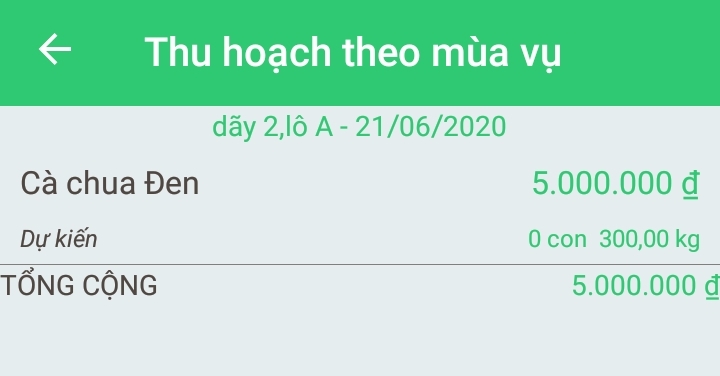 Thu hoạch theo mùa vụ
dãy 2,lô A - 21/06/2020
Cà chua Đen 5.000.000 ₫
Dự kiến 0 con 300,00 kg
TỔNG CỘNG 5.000.000 ₫